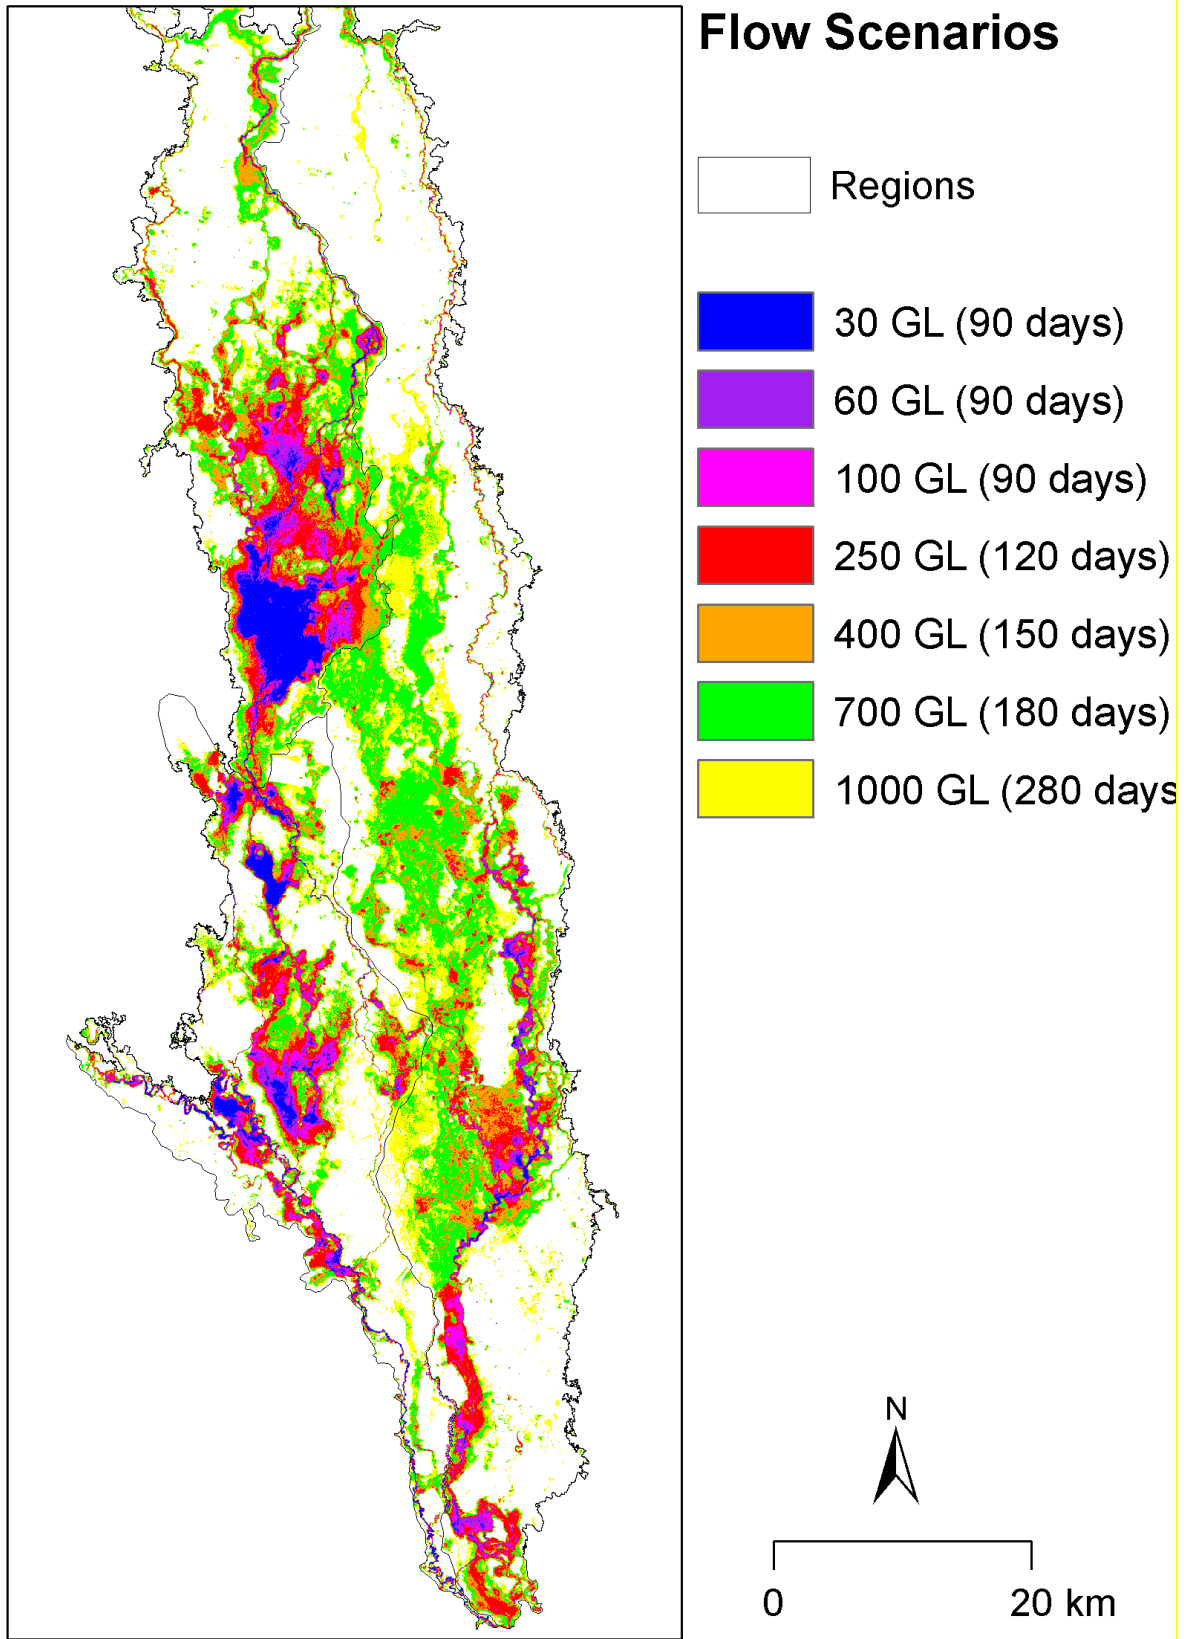 Flow Scenarios
Regions
30 GL (90 days)
60 GL (90 days)
100 GL (90 days)
250 GL (120 days)
400 GL (150 days)
700 GL (180 days)
1000 GL (280 days
N
0 20 km